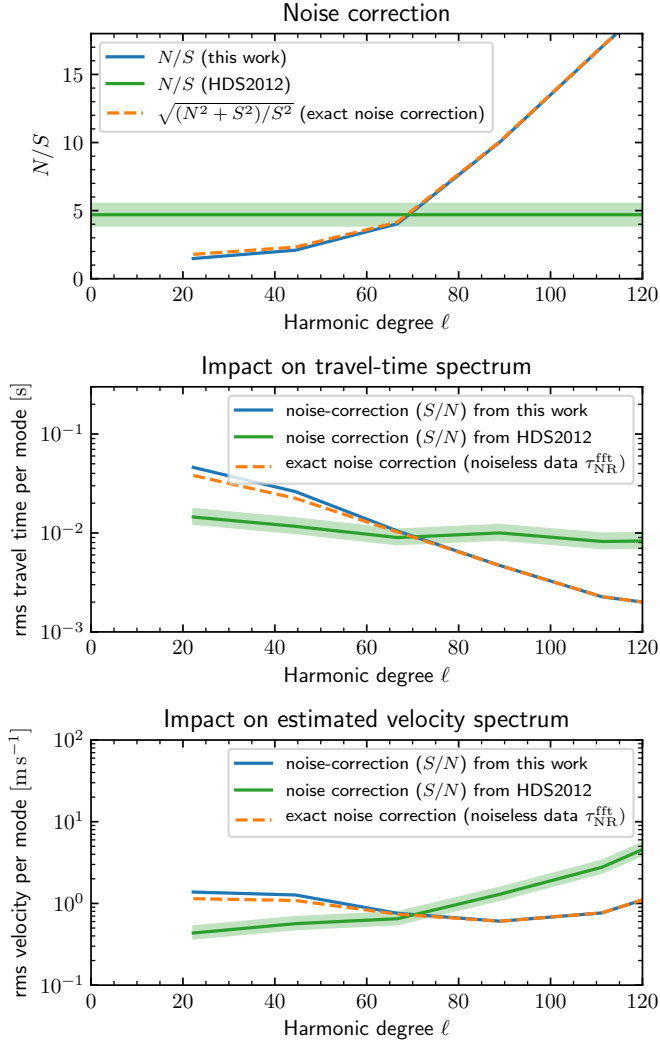 Noise correction
N/S (this work)
N/S (HDS2012)
√(N² + S²)/S² (exact noise correction)
N/S
15
10
5
0
0 20 40 60 80 100 120
Harmonic degree ℓ
Impact on travel-time spectrum
noise-correction (S/N) from this work
noise correction (S/N) from HDS2012
exact noise correction (noiseless data τ_NR^fft)
rms travel time per mode [s]
10⁻¹
10⁻²
10⁻³
0 20 40 60 80 100 120
Harmonic degree ℓ
Impact on estimated velocity spectrum
noise-correction (S/N) from this work
noise correction (S/N) from HDS2012
exact noise correction (noiseless data τ_NR^fft)
rms velocity per mode [m s⁻¹]
10²
10¹
10⁰
10⁻¹
0 20 40 60 80 100 120
Harmonic degree ℓ